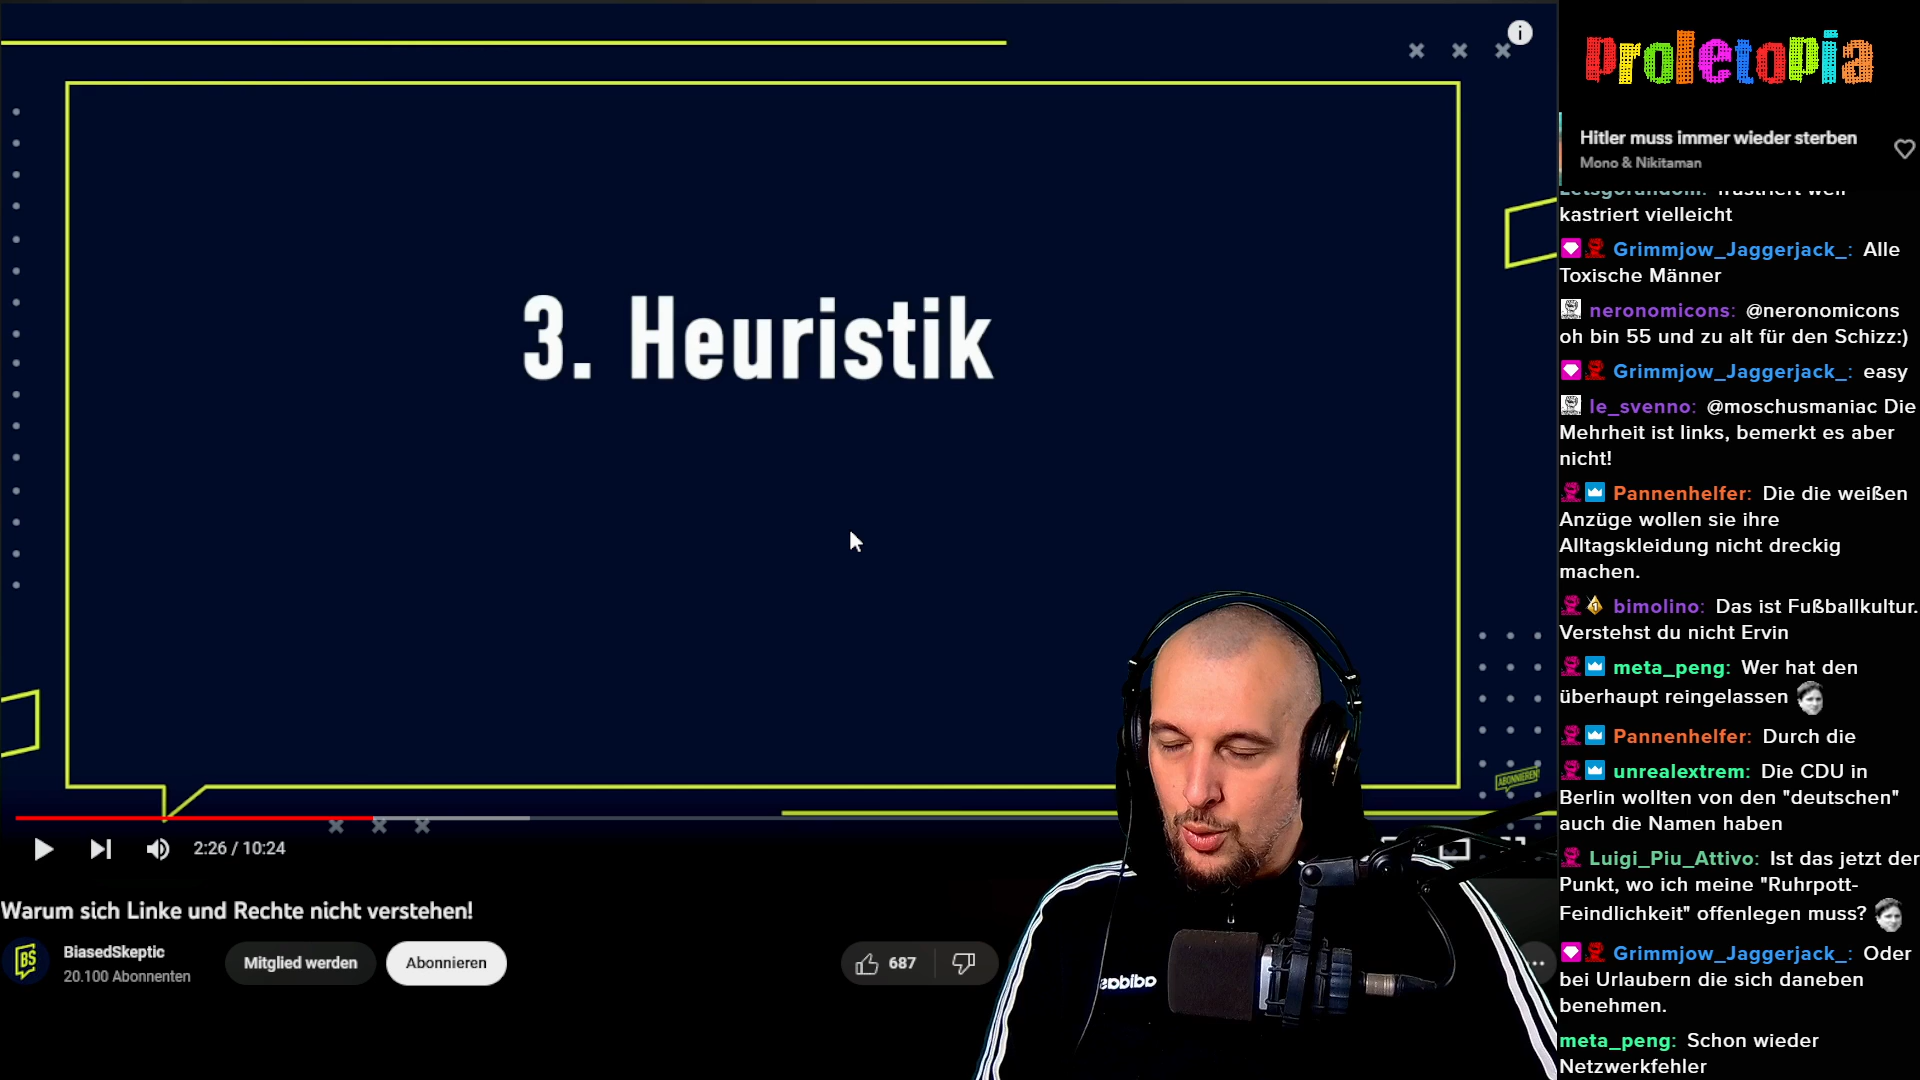 3. Heuristik
ABONNIEREN!
2:26 / 10:24
Warum sich Linke und Rechte nicht verstehen!
BS
BiasedSkeptic
20.100 Abonnenten
Mitglied werden
Abonnieren
687
adidas
Proletopia
Hitler muss immer wieder sterben
Mono & Nikitaman
Letsgorandom: frustriert weil
kastriert vielleicht
Grimmjow_Jaggerjack_: Alle
Toxische Männer
neronomicons: @neronomicons
oh bin 55 und zu alt für den Schizz:)
Grimmjow_Jaggerjack_: easy
le_svenno: @moschusmaniac Die
Mehrheit ist links, bemerkt es aber
nicht!
Pannenhelfer: Die die weißen
Anzüge wollen sie ihre
Alltagskleidung nicht dreckig
machen.
bimolino: Das ist Fußballkultur.
Verstehst du nicht Ervin
meta_peng: Wer hat den
überhaupt reingelassen
Pannenhelfer: Durch die
unrealextrem: Die CDU in
Berlin wollten von den "deutschen"
auch die Namen haben
Luigi_Piu_Attivo: Ist das jetzt der
Punkt, wo ich meine "Ruhrpott-
Feindlichkeit" offenlegen muss?
Grimmjow_Jaggerjack_: Oder
bei Urlaubern die sich daneben
benehmen.
meta_peng: Schon wieder
Netzwerkfehler